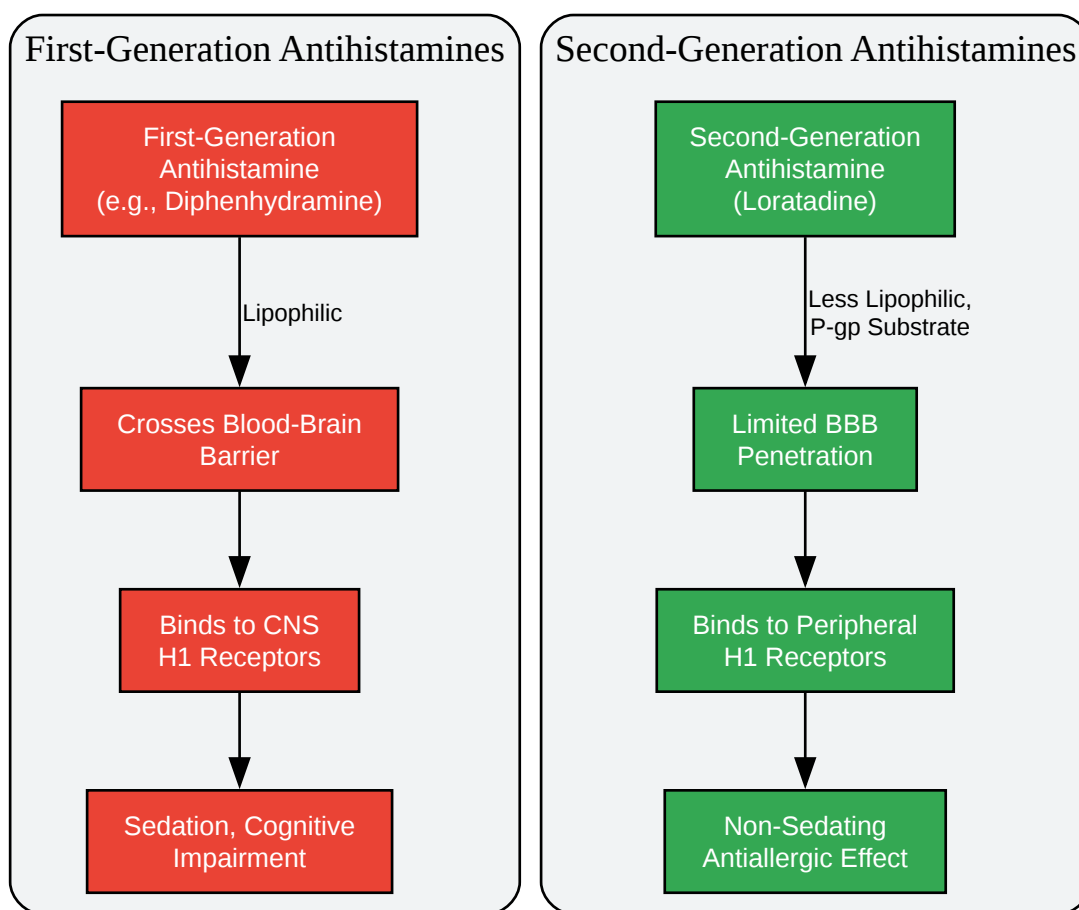 First-Generation Antihistamines
First-Generation
Antihistamine
(e.g., Diphenhydramine)
Lipophilic
Crosses Blood-Brain
Barrier
Binds to CNS
H1 Receptors
Sedation, Cognitive
Impairment
Second-Generation Antihistamines
Second-Generation
Antihistamine
(Loratadine)
Less Lipophilic,
P-gp Substrate
Limited BBB
Penetration
Binds to Peripheral
H1 Receptors
Non-Sedating
Antiallergic Effect